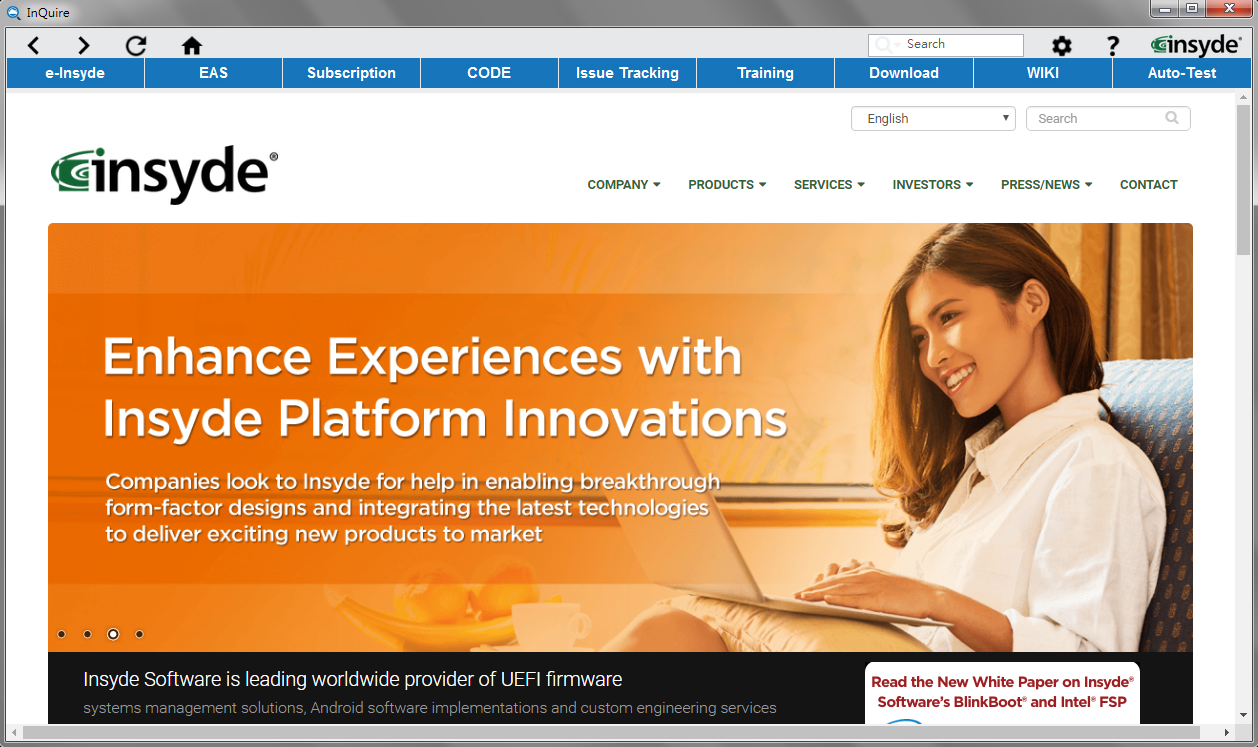 InQuire
Search
insyde®
e-Insyde
EAS
Subscription
CODE
Issue Tracking
Training
Download
WIKI
Auto-Test
English
Search
insyde®
COMPANY
PRODUCTS
SERVICES
INVESTORS
PRESS/NEWS
CONTACT
Enhance Experiences with
Insyde Platform Innovations
Companies look to Insyde for help in enabling breakthrough
form-factor designs and integrating the latest technologies
to deliver exciting new products to market
Insyde Software is leading worldwide provider of UEFI firmware
systems management solutions, Android software implementations and custom engineering services
Read the New White Paper on Insyde®
Software's BlinkBoot® and Intel® FSP